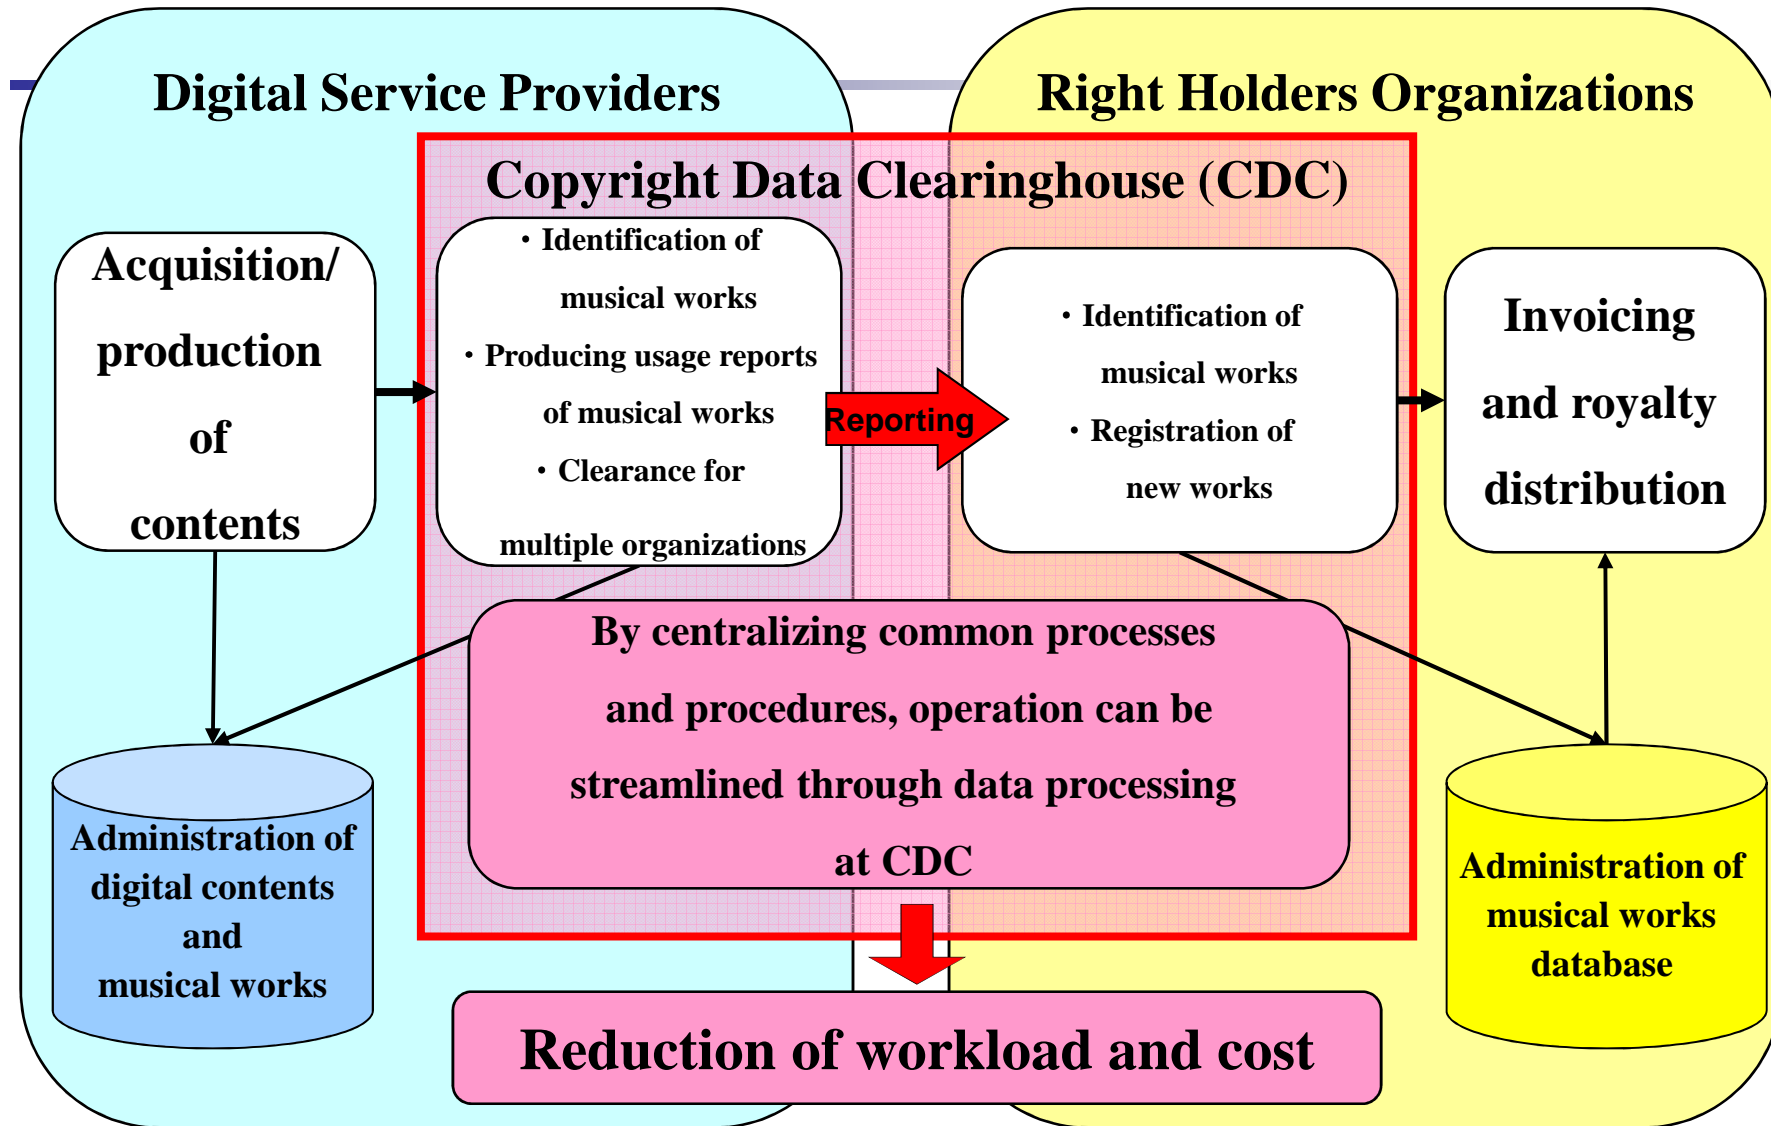 Digital Service Providers
Right Holders Organizations
Copyright Data Clearinghouse (CDC)
Acquisition/
production
of
contents
・Identification of
musical works
・Producing usage reports
of musical works
・Clearance for
multiple organizations
Reporting
・Identification of
musical works
・Registration of
new works
Invoicing
and royalty
distribution
By centralizing common processes
and procedures, operation can be
streamlined through data processing
at CDC
Administration of
digital contents
and
musical works
Administration of
musical works
database
Reduction of workload and cost